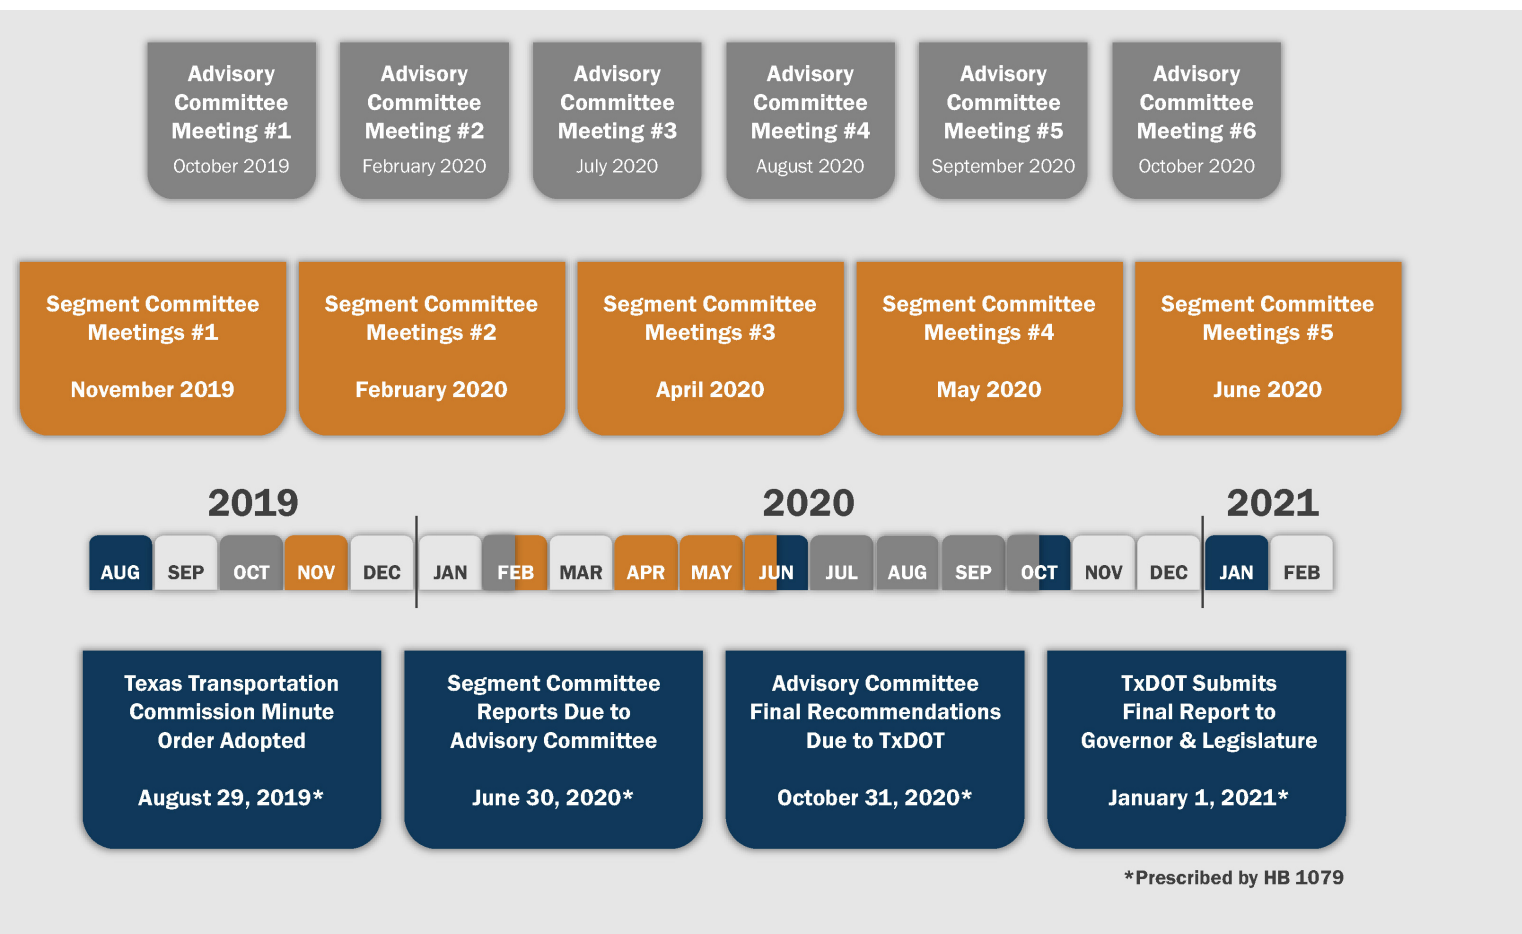 Advisory
Committee
Meeting #1
October 2019
Advisory
Committee
Meeting #2
February 2020
Advisory
Committee
Meeting #3
July 2020
Advisory
Committee
Meeting #4
August 2020
Advisory
Committee
Meeting #5
September 2020
Advisory
Committee
Meeting #6
October 2020
Segment Committee
Meetings #1
November 2019
Segment Committee
Meetings #2
February 2020
Segment Committee
Meetings #3
April 2020
Segment Committee
Meetings #4
May 2020
Segment Committee
Meetings #5
June 2020
2019
2020
2021
AUG SEP OCT NOV DEC JAN FEB MAR APR MAY JUN JUL AUG SEP OCT NOV DEC JAN FEB
Texas Transportation
Commission Minute
Order Adopted
August 29, 2019*
Segment Committee
Reports Due to
Advisory Committee
June 30, 2020*
Advisory Committee
Final Recommendations
Due to TxDOT
October 31, 2020*
TxDOT Submits
Final Report to
Governor & Legislature
January 1, 2021*
*Prescribed by HB 1079